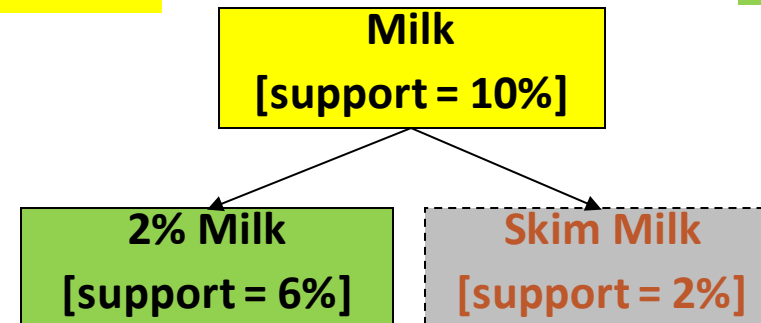 Milk
[support = 10%]
2% Milk
[support = 6%]
Skim Milk
[support = 2%]